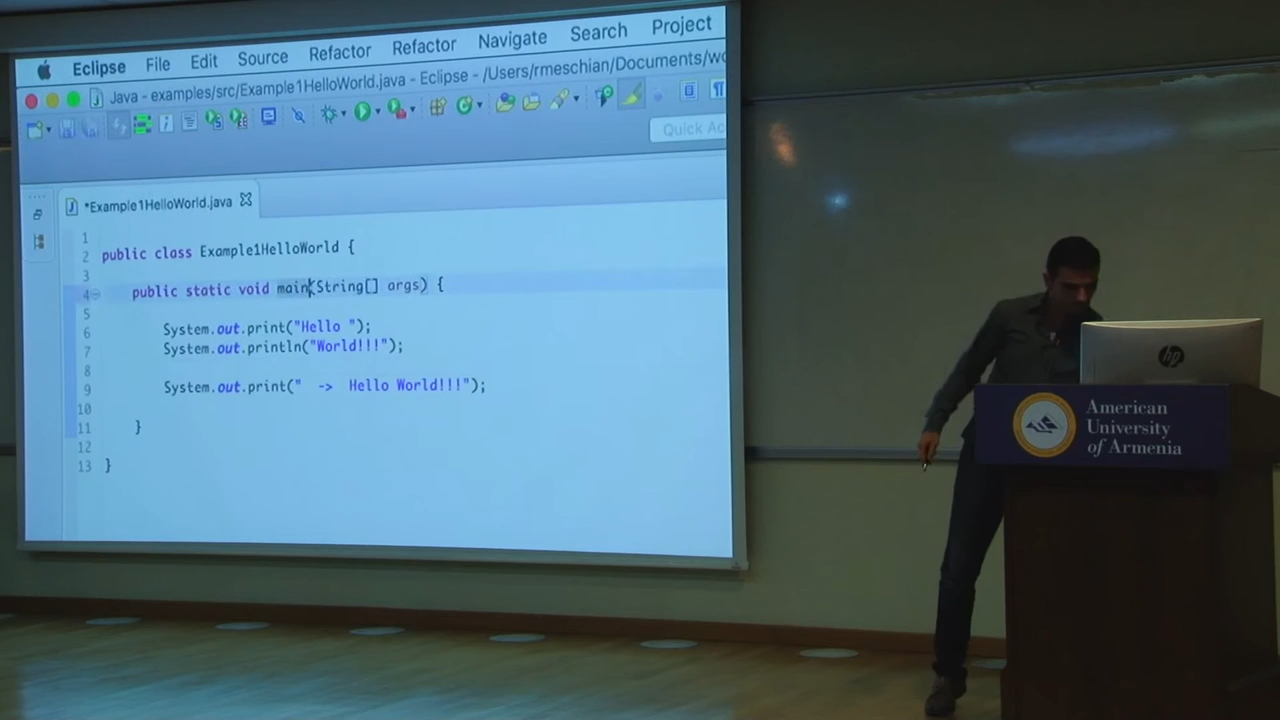 Eclipse File Edit Source Refactor Refactor Navigate Search Project
Java - examples/src/Example1HelloWorld.java - Eclipse - /Users/rmeschian/Documents/wo
Quick Ac
*Example1HelloWorld.java
1
2 public class Example1HelloWorld {
3
4 public static void main(String[] args) {
5
6 System.out.print("Hello ");
7 System.out.println("World!!!");
8
9 System.out.print("  ->  Hello World!!!");
10
11 }
12
13 }
hp
American
University
of Armenia